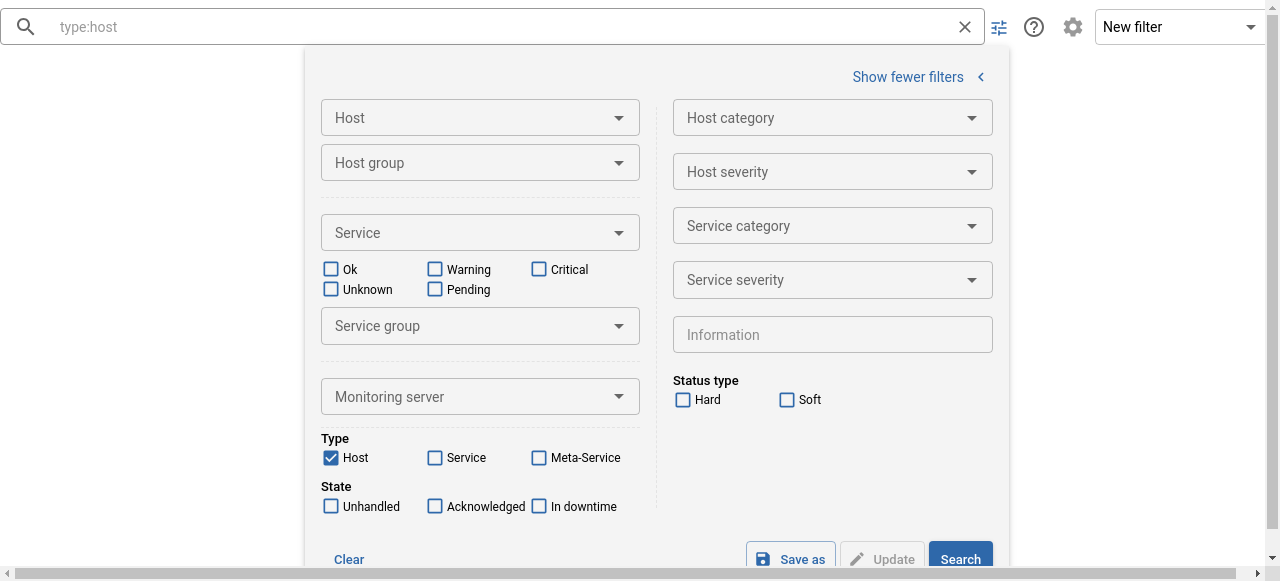 type:host
New filter
Show fewer filters
Host
Host category
Host group
Host severity
Service
Service category
Ok Warning Critical
Unknown Pending
Service severity
Service group
Information
Monitoring server
Status type
Hard Soft
Type
Host Service Meta-Service
State
Unhandled Acknowledged In downtime
Clear Save as Update Search